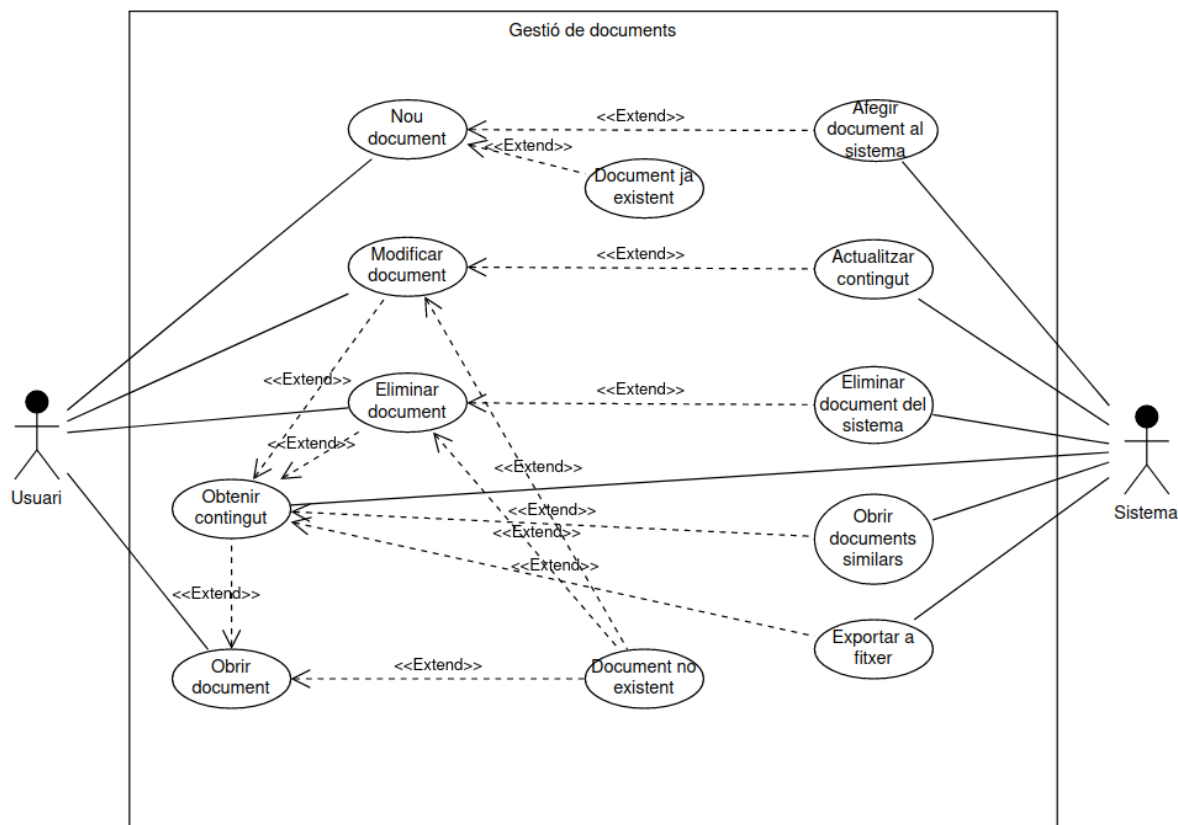 Gestió de documents
Nou
document
<<Extend>>
Afegir
document al
sistema
<<Extend>>
Document ja
existent
Modificar
document
<<Extend>>
Actualitzar
contingut
<<Extend>>
Eliminar
document
<<Extend>>
Eliminar
document del
sistema
<<Extend>>
Usuari
Obtenir
contingut
<<Extend>>
<<Extend>>
<<Extend>>
<<Extend>>
Obrir
documents
similars
Sistema
<<Extend>>
Exportar a
fitxer
Obrir
document
<<Extend>>
Document no
existent